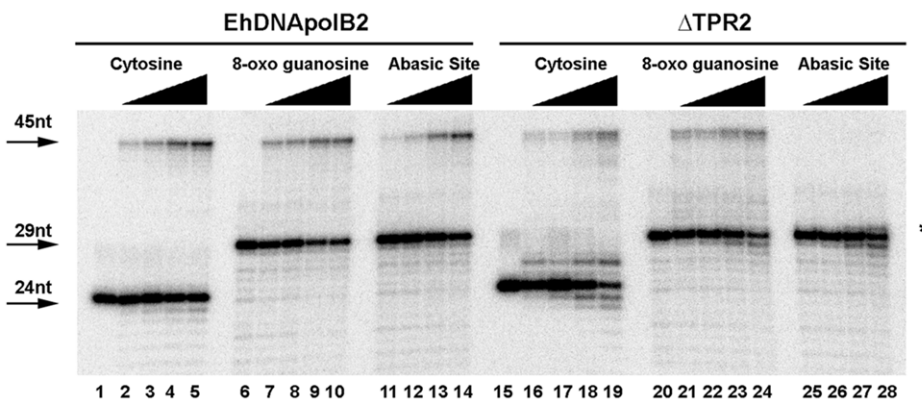 EhDNApolB2 ΔTPR2
Cytosine 8-oxo guanosine Abasic Site Cytosine 8-oxo guanosine Abasic Site
45nt
29nt
*
24nt
1 2 3 4 5 6 7 8 9 10 11 12 13 14 15 16 17 18 19 20 21 22 23 24 25 26 27 28